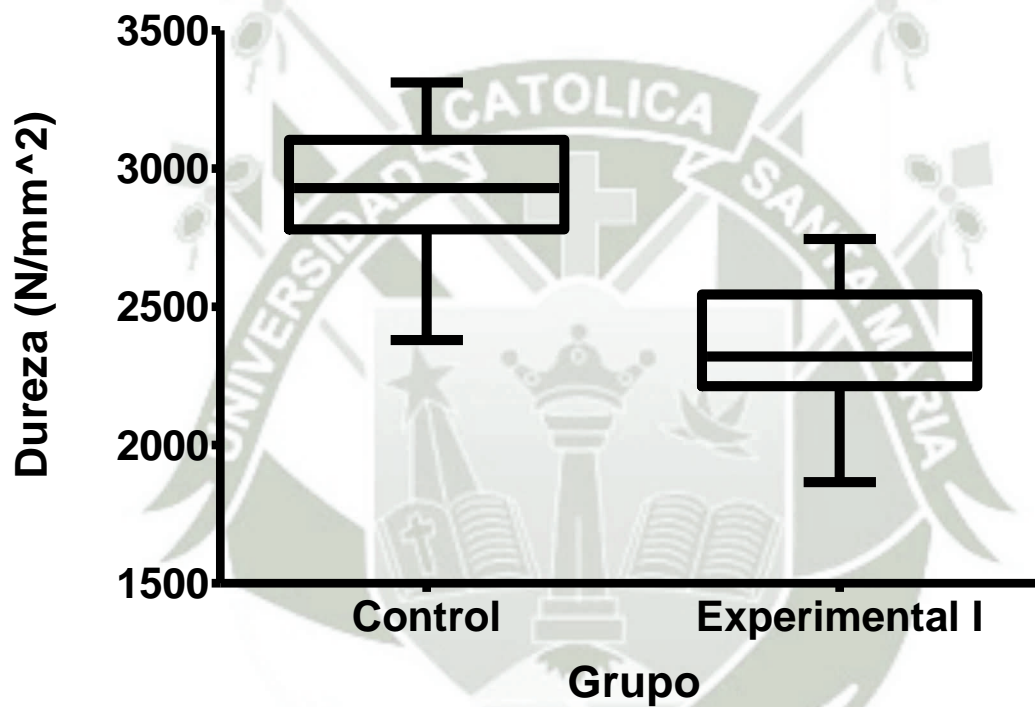 3500
3000
2500
2000
1500
Dureza (N/mm^2)
Control
Experimental I
Grupo
UNIVERSIDAD CATOLICA SANTA MARIA